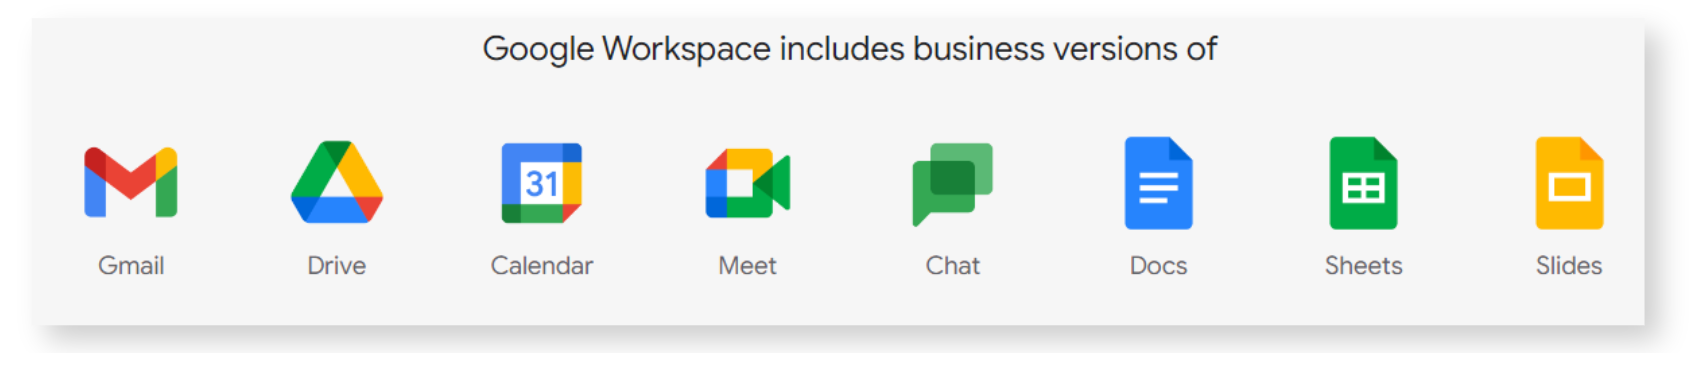 Google Workspace includes business versions of
31
Gmail Drive Calendar Meet Chat Docs Sheets Slides